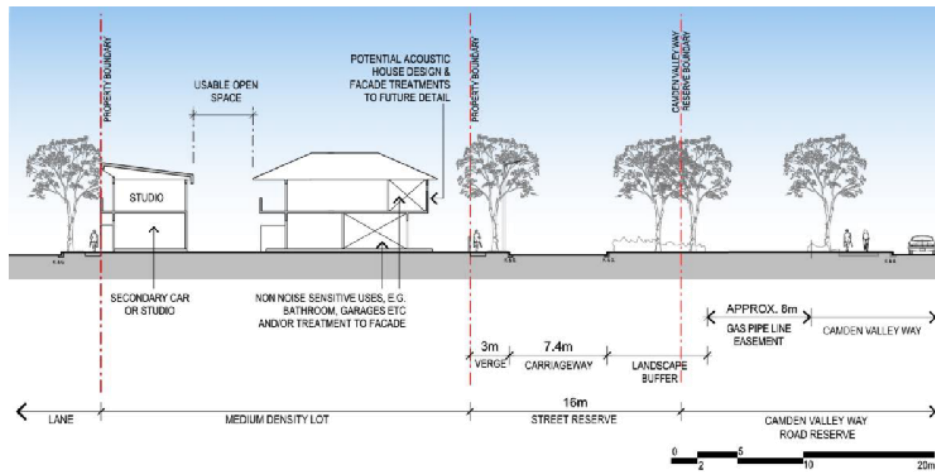 PROPERTY BOUNDARY
USABLE OPEN
SPACE
POTENTIAL ACOUSTIC
HOUSE DESIGN &
FACADE TREATMENTS
TO FUTURE DETAIL
PROPERTY BOUNDARY
CAMDEN VALLEY WAY
RESERVE BOUNDARY
STUDIO
SECONDARY CAR
OR STUDIO
NON NOISE SENSITIVE USES, E.G.
BATHROOM, GARAGES ETC
AND/OR TREATMENT TO FACADE
APPROX. 8m
GAS PIPE LINE
EASEMENT
CAMDEN VALLEY WAY
3m
VERGE
7.4m
CARRIAGEWAY
LANDSCAPE
BUFFER
LANE
MEDIUM DENSITY LOT
16m
STREET RESERVE
CAMDEN VALLEY WAY
ROAD RESERVE
0 2 5 10 20m